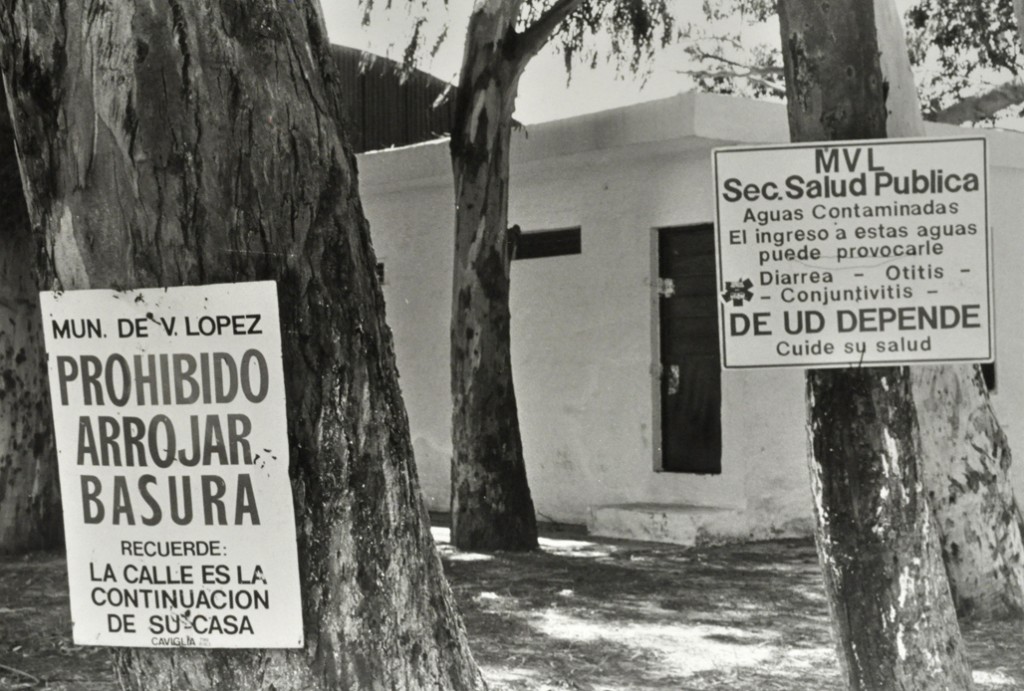 MUN. DE V. LOPEZ
PROHIBIDO
ARROJAR
BASURA
RECUERDE:
LA CALLE ES LA
CONTINUACION
DE SU CASA
CAVIGLIA
MVL
Sec. Salud Publica
Aguas Contaminadas
El ingreso a estas aguas
puede provocarle
Diarrea - Otitis -
- Conjuntivitis -
DE UD DEPENDE
Cuide su salud